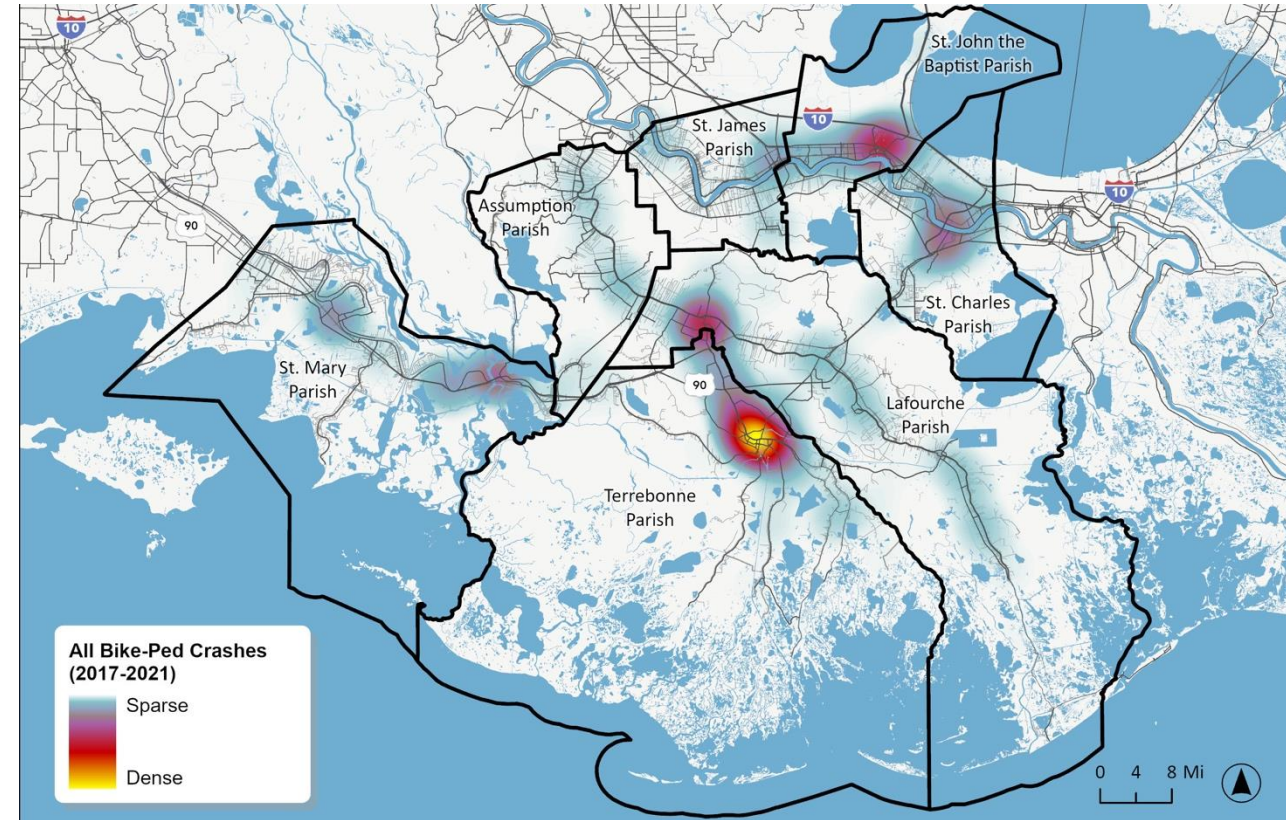 10
St. John the
Baptist Parish
10
St. James
Parish
10
90
Assumption
Parish
St. Charles
Parish
St. Mary
Parish
90
Lafourche
Parish
Terrebonne
Parish
All Bike-Ped Crashes
(2017-2021)
Sparse
Dense
0 4 8 Mi